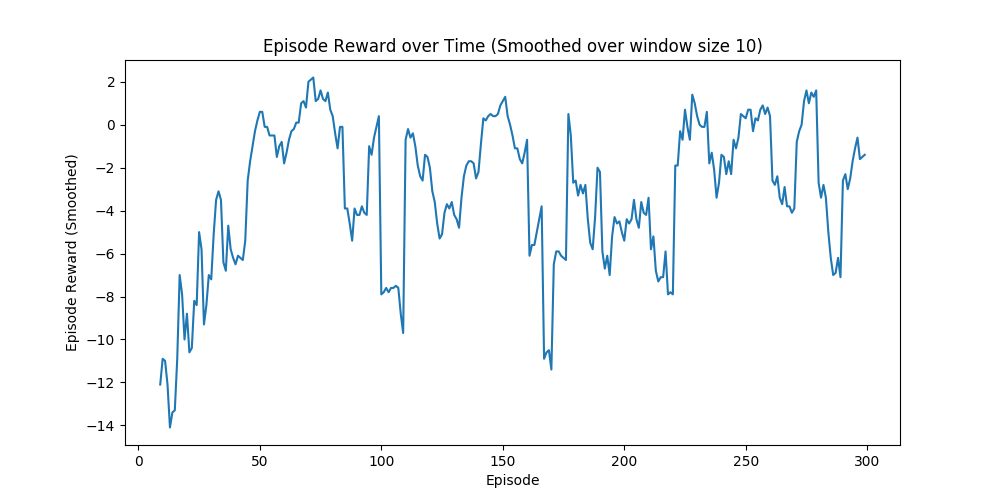 Episode Reward over Time (Smoothed over window size 10)
2
0
−2
−4
−6
−8
−10
−12
−14
Episode Reward (Smoothed)
0 50 100 150 200 250 300
Episode